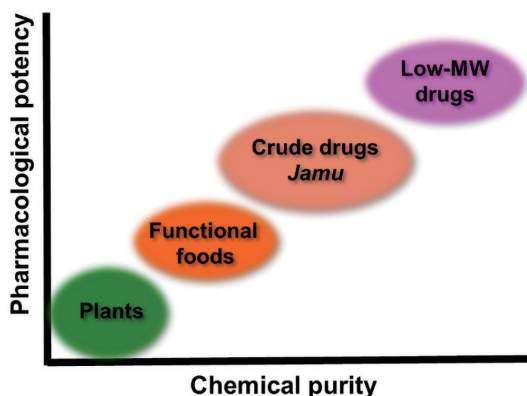 Pharmacological potency
Low-MW
drugs
Crude drugs
Jamu
Functional
foods
Plants
Chemical purity